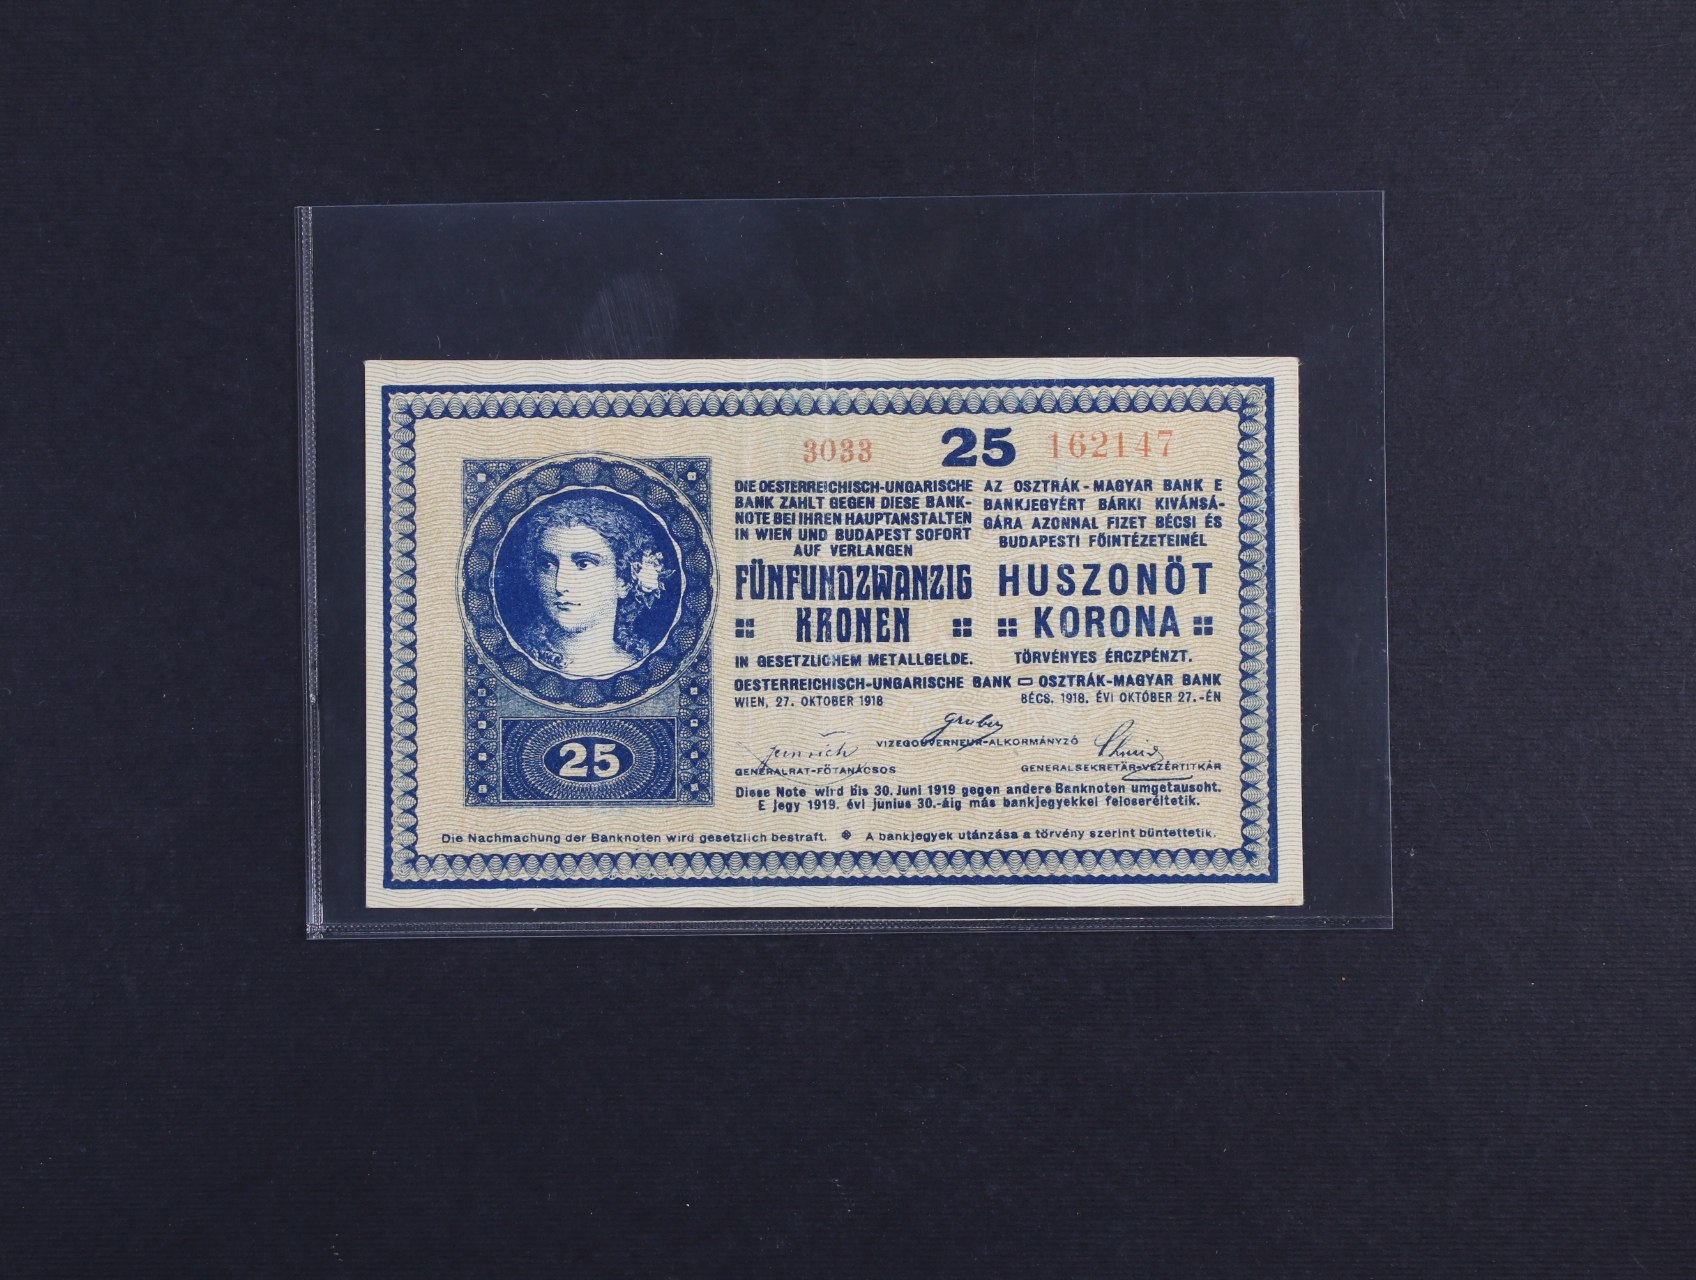 3033 25 162147
DIE OESTERREICHISCH-UNGARISCHE
BANK ZAHLT GEGEN DIESE BANK-
NOTE BEI IHREN HAUPTANSTALTEN
IN WIEN UND BUDAPEST SOFORT
AUF VERLANGEN
FÜNFUNDZWANZIG
KRONEN
IN GESETZLICHEM METALLGELDE.
AZ OSZTRÁK-MAGYAR BANK E
BANKJEGYÉRT BÁRKI KIVÁNSÁ-
GÁRA AZONNAL FIZET BÉCSI ÉS
BUDAPESTI FŐINTÉZETEINÉL
HUSZONÖT
KORONA
TÖRVÉNYES ÉRCZPÉNZT.
OESTERREICHISCH-UNGARISCHE BANK OSZTRÁK-MAGYAR BANK
WIEN, 27. OKTOBER 1918 BÉCS, 1918. ÉVI OKTÓBER 27.-ÉN
Gruber
VIZEGOUVERNEUR-ALKORMÁNYZÓ
GENERALRAT-FŐTANÁCSOS
Schmid
GENERALSEKRETÄR-VEZÉRTITKÁR
25
Diese Note wird bis 30. Juni 1919 gegen andere Banknoten umgetauscht.
E jegy 1919. évi junius 30.-áig más bankjegyekkel felcseréltetik.
Die Nachmachung der Banknoten wird gesetzlich bestraft. A bankjegyek utánzása a törvény szerint büntettetik.